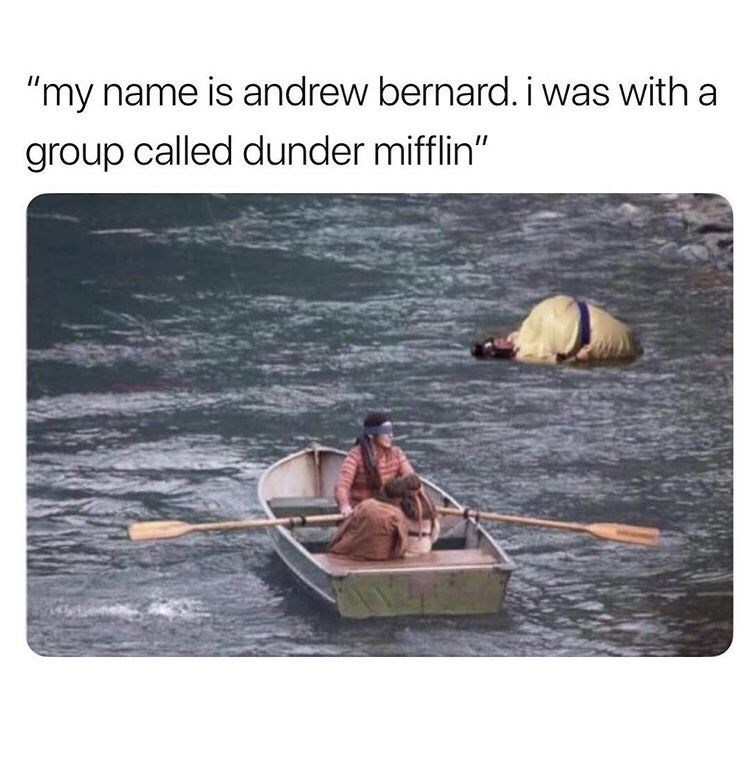 "my name is andrew bernard. i was with a
group called dunder mifflin"